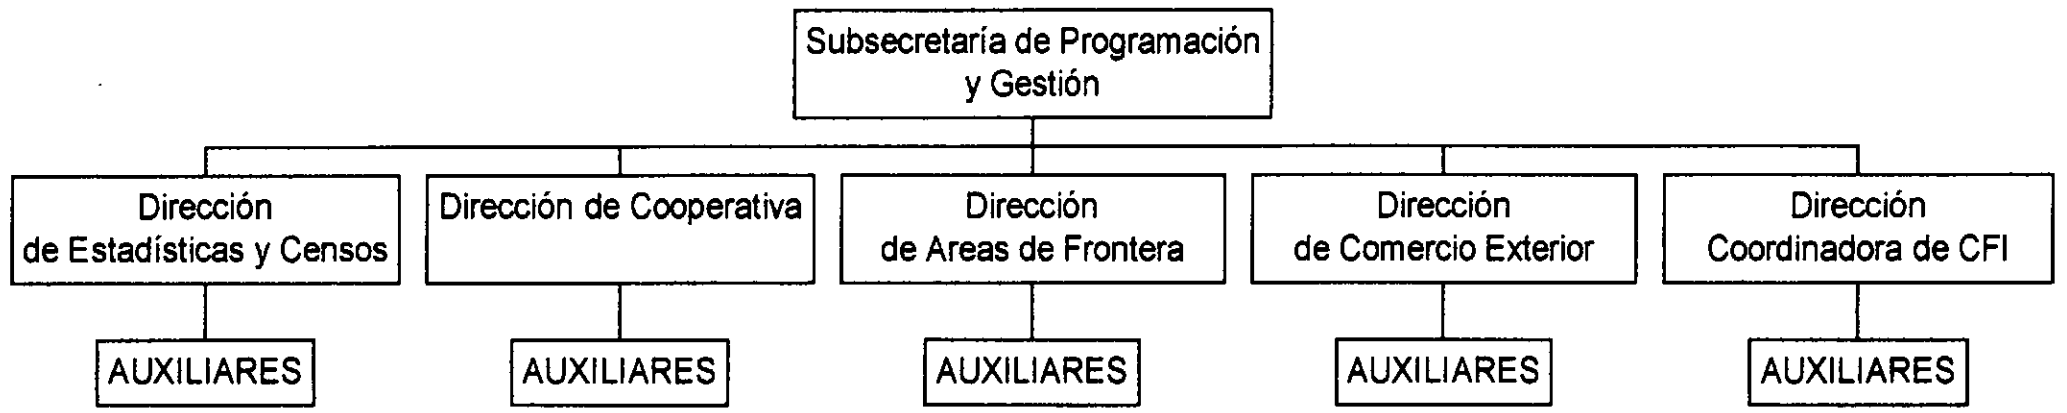 Subsecretaría de Programación
y Gestión
Dirección
de Estadísticas y Censos
Dirección de Cooperativa
Dirección
de Areas de Frontera
Dirección
de Comercio Exterior
Dirección
Coordinadora de CFI
AUXILIARES
AUXILIARES
AUXILIARES
AUXILIARES
AUXILIARES